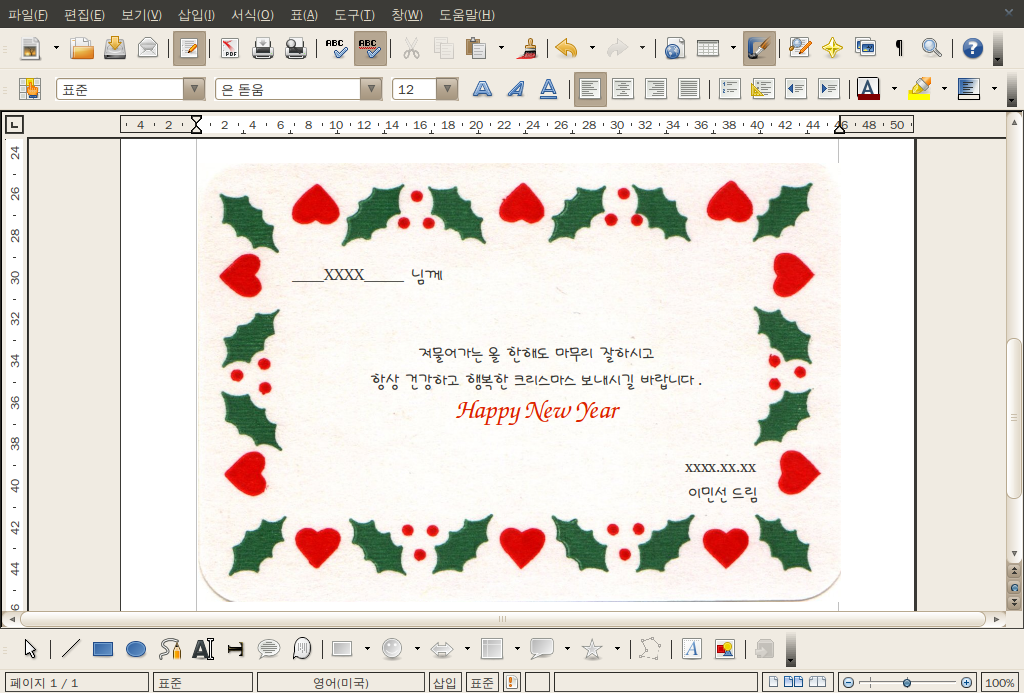 파일(F) 편집(E) 보기(V) 삽입(I) 서식(O) 표(A) 도구(T) 창(W) 도움말(H)
표준 은 돋움 12
4 2 2 4 6 8 10 12 14 16 18 20 22 24 26 28 30 32 34 36 38 40 42 44 46 48 50
24
26
28
30
32
34
36
38
40
42
44
____XXXX_____ 님께
져물어가는 올 한해도 마무리 잘하시고
항상 건강하고 행복한 크리스마스 보내시길 바랍니다.
Happy New Year
xxxx.xx.xx
이민선 드림
페이지 1 / 1 표준 영어(미국) 삽입 표준 100%